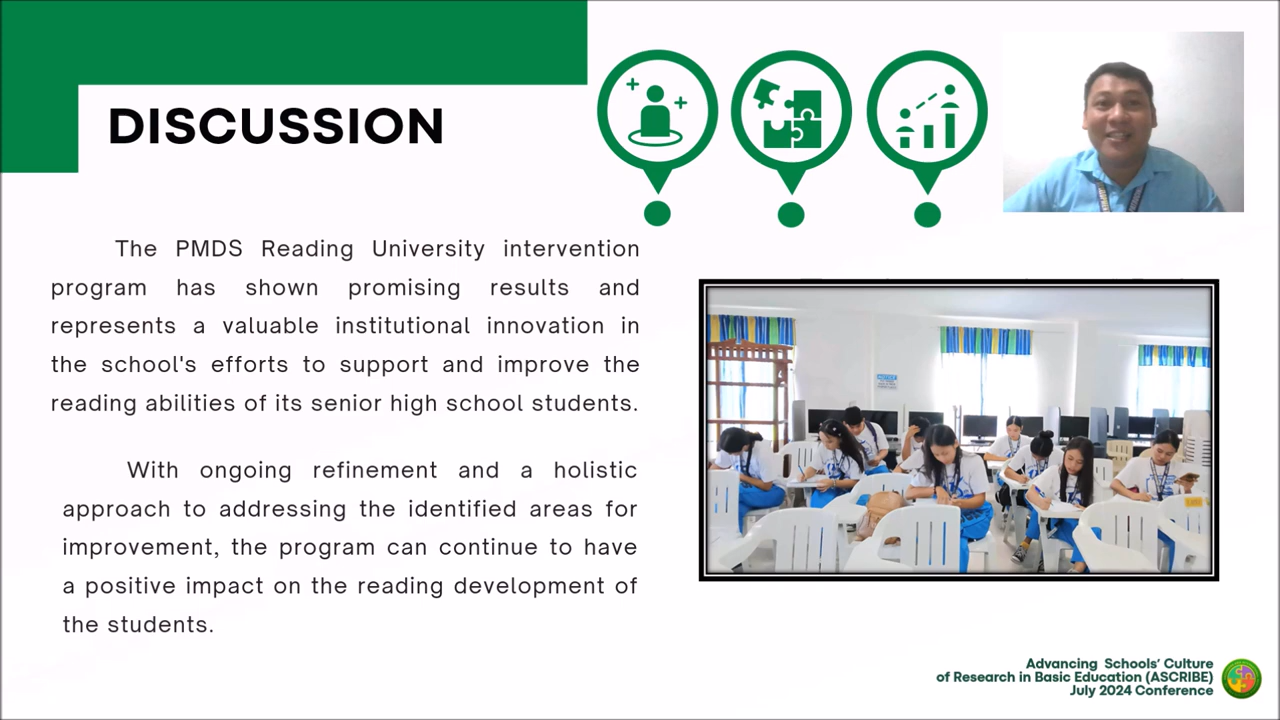 DISCUSSION
The PMDS Reading University intervention
program has shown promising results and
represents a valuable institutional innovation in
the school's efforts to support and improve the
reading abilities of its senior high school students.
With ongoing refinement and a holistic
approach to addressing the identified areas for
improvement, the program can continue to have
a positive impact on the reading development of
the students.
NOTICE
Advancing Schools' Culture
of Research in Basic Education (ASCRIBE)
July 2024 Conference